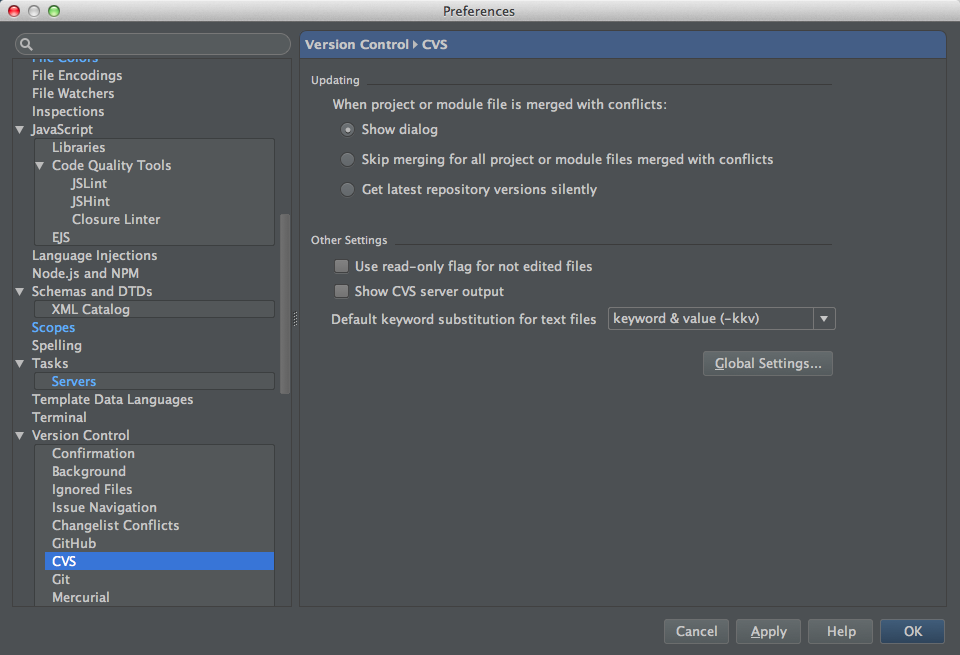 Preferences
File Colors
File Encodings
File Watchers
Inspections
JavaScript
Libraries
Code Quality Tools
JSLint
JSHint
Closure Linter
EJS
Language Injections
Node.js and NPM
Schemas and DTDs
XML Catalog
Scopes
Spelling
Tasks
Servers
Template Data Languages
Terminal
Version Control
Confirmation
Background
Ignored Files
Issue Navigation
Changelist Conflicts
GitHub
CVS
Git
Mercurial
Version Control ▸ CVS
Updating
When project or module file is merged with conflicts:
Show dialog
Skip merging for all project or module files merged with conflicts
Get latest repository versions silently
Other Settings
Use read-only flag for not edited files
Show CVS server output
Default keyword substitution for text files keyword & value (-kkv)
Global Settings...
Cancel Apply Help OK